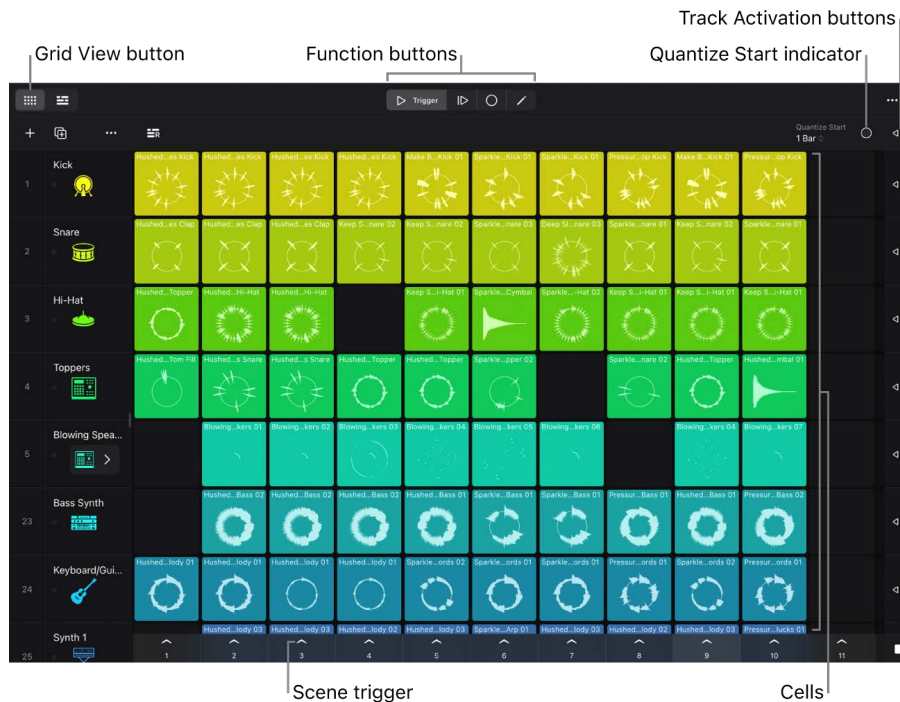 Track Activation buttons
Grid View button Function buttons Quantize Start indicator
Trigger
Quantize Start
1 Bar
Kick
1
Hushed...es Kick Hushed...es Kick Hushed...es Kick Hushed...es Kick Make B...Kick 01 Sparkle...Kick 01 Sparkle...Kick 01 Pressur...op Kick Make B...Kick 01 Pressur...op Kick
Snare
2
Hushed...es Clap Hushed...es Clap Hushed...es Clap Keep S...nare 02 Keep S...nare 02 Sparkle...nare 03 Deep Sl...nare 03 Sparkle...nare 01 Keep S...nare 02 Sparkle...nare 01
Hi-Hat
3
Hushed...Topper Hushed...Hi-Hat Hushed...Hi-Hat Keep S...i-Hat 01 Sparkle...Cymbal Sparkle...-Hat 02 Keep S...i-Hat 01 Keep S...i-Hat 01 Keep S...i-Hat 01
Toppers
4
Hushed...Tom Fill Hushed...s Snare Hushed...s Snare Hushed...Topper Hushed...Topper Sparkle...pper 02 Sparkle...nare 02 Hushed...Topper Hushed...mbal 01
Blowing Spea...
5
Blowing...kers 01 Blowing...kers 02 Blowing...kers 03 Blowing...kers 04 Blowing...kers 05 Blowing...kers 06 Blowing...kers 04 Blowing...kers 07
Bass Synth
23
Hushed...Bass 02 Hushed...Bass 02 Hushed...Bass 02 Hushed...Bass 01 Sparkle...Bass 01 Sparkle...Bass 01 Pressur...Bass 01 Hushed...Bass 01 Pressur...Bass 02
Keyboard/Gui...
24
Hushed...lody 01 Hushed...lody 01 Hushed...lody 01 Hushed...lody 01 Sparkle...ords 02 Sparkle...ords 01 Sparkle...ords 01 Pressur...ords 01 Sparkle...ords 02 Pressur...ords 01
Synth 1
25
Hushed...lody 03 Hushed...lody 03 Hushed...lody 02 Hushed...lody 03 Sparkle...Arp 01 Hushed...lody 03 Hushed...lody 02 Hushed...lody 03 Pressur...lucks 01
1 2 3 4 5 6 7 8 9 10 11
Scene trigger Cells